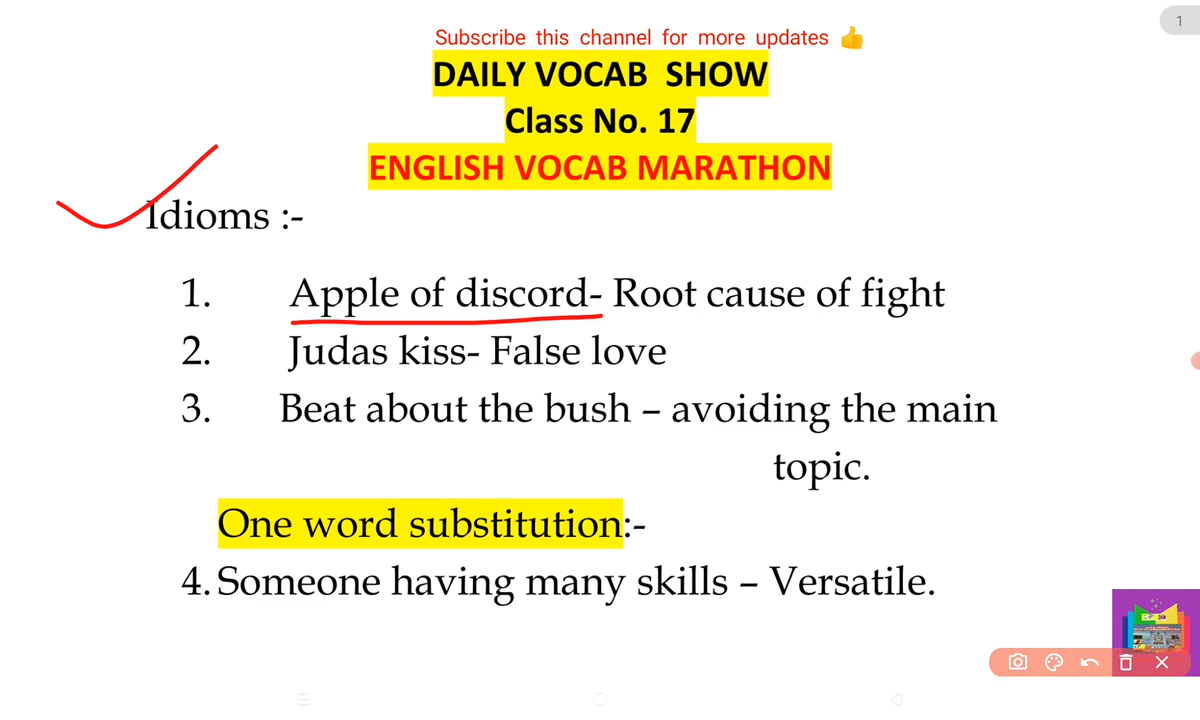 1
Subscribe this channel for more updates 👍
DAILY VOCAB SHOW
Class No. 17
ENGLISH VOCAB MARATHON
Idioms :-
1. Apple of discord- Root cause of fight
2. Judas kiss- False love
3. Beat about the bush – avoiding the main
topic.
One word substitution:-
4. Someone having many skills – Versatile.